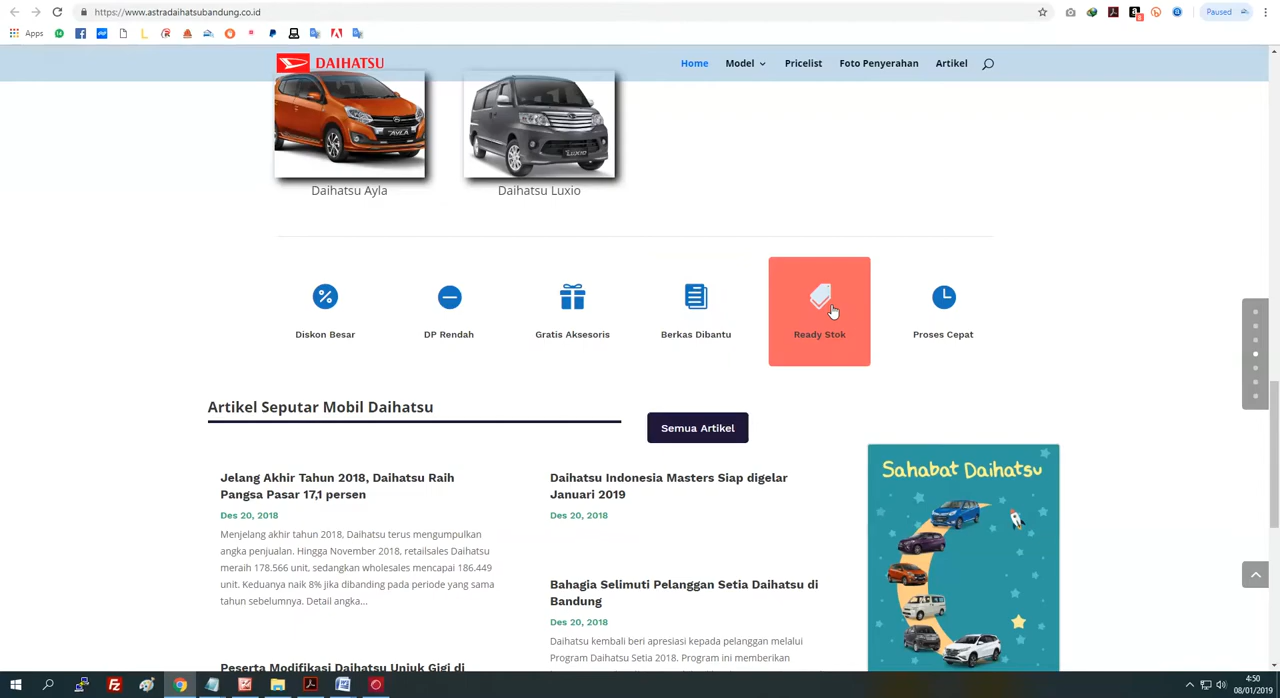 https://www.astradaihatsubandung.co.id
Paused
Apps
DAIHATSU
Home
Model
Pricelist
Foto Penyerahan
Artikel
AYLA
LUXIO
Daihatsu Ayla
Daihatsu Luxio
Diskon Besar
DP Rendah
Gratis Aksesoris
Berkas Dibantu
Ready Stok
Proses Cepat
Artikel Seputar Mobil Daihatsu
Semua Artikel
Jelang Akhir Tahun 2018, Daihatsu Raih
Pangsa Pasar 17,1 persen
Des 20, 2018
Menjelang akhir tahun 2018. Daihatsu terus mengumpulkan
angka penjualan. Hingga November 2018, retailsales Daihatsu
meraih 178.566 unit, sedangkan wholesales mencapai 186.449
unit. Keduanya naik 8% jika dibanding pada periode yang sama
tahun sebelumnya. Detail angka...
Peserta Modifikasi Daihatsu Unjuk Gigi di
Daihatsu Indonesia Masters Siap digelar
Januari 2019
Des 20, 2018
Bahagia Selimuti Pelanggan Setia Daihatsu di
Bandung
Des 20, 2018
Daihatsu kembali beri apresiasi kepada pelanggan melalui
Program Daihatsu Setia 2018. Program ini memberikan
Sahabat Daihatsu
4:50
08/01/2019